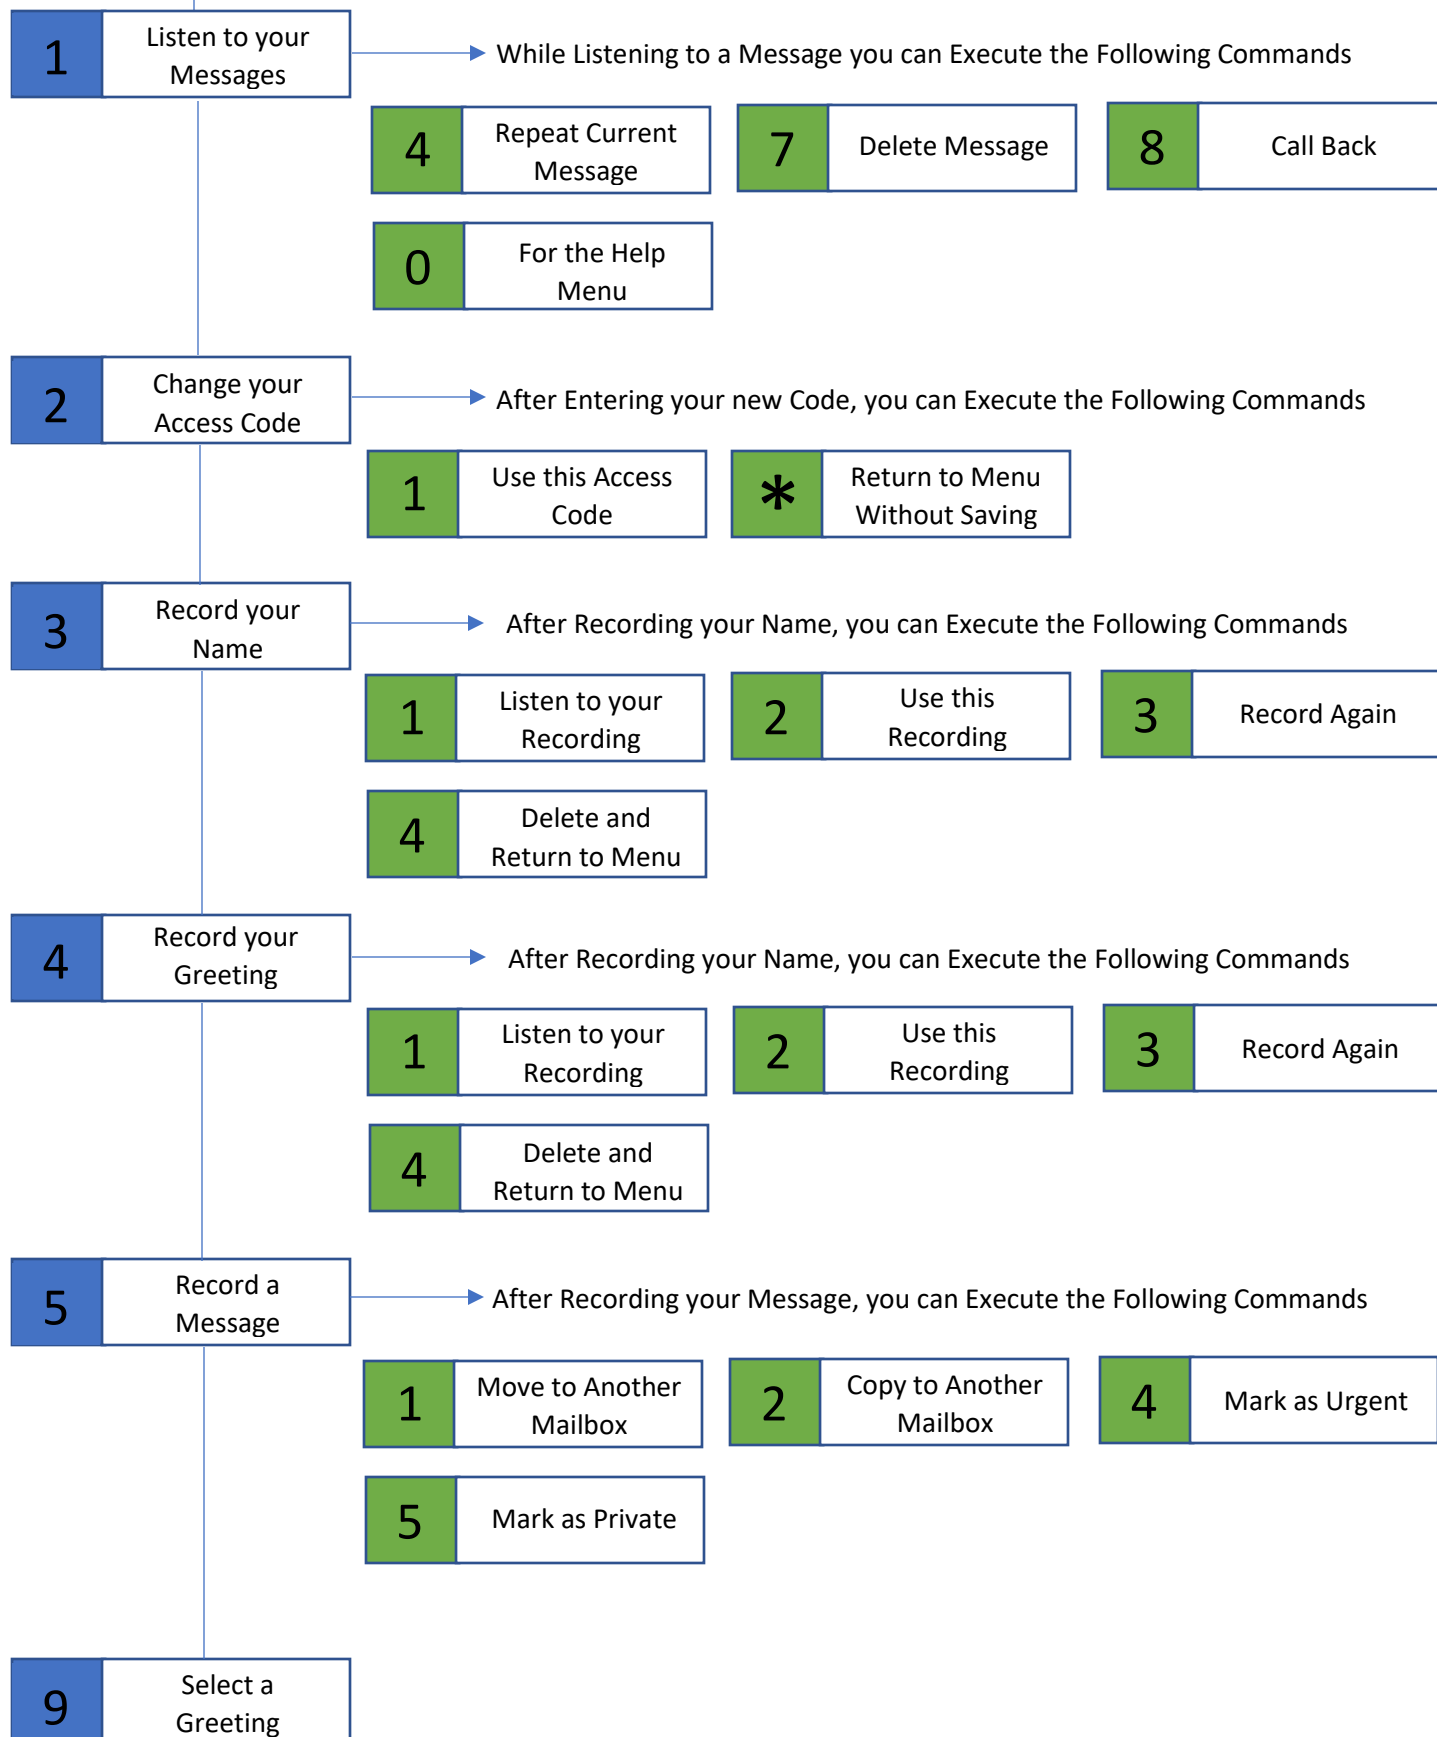 1
Listen to your
Messages
While Listening to a Message you can Execute the Following Commands
4
Repeat Current
Message
7
Delete Message
8
Call Back
0
For the Help
Menu
2
Change your
Access Code
After Entering your new Code, you can Execute the Following Commands
1
Use this Access
Code
*
Return to Menu
Without Saving
3
Record your
Name
After Recording your Name, you can Execute the Following Commands
1
Listen to your
Recording
2
Use this
Recording
3
Record Again
4
Delete and
Return to Menu
4
Record your
Greeting
After Recording your Name, you can Execute the Following Commands
1
Listen to your
Recording
2
Use this
Recording
3
Record Again
4
Delete and
Return to Menu
5
Record a
Message
After Recording your Message, you can Execute the Following Commands
1
Move to Another
Mailbox
2
Copy to Another
Mailbox
4
Mark as Urgent
5
Mark as Private
9
Select a
Greeting